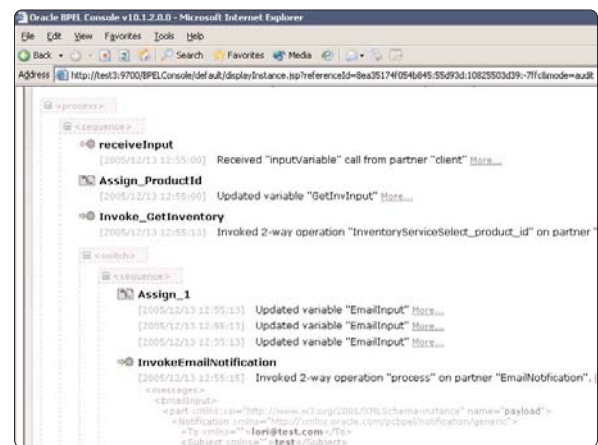 Oracle BPEL Console v10.1.2.0.0 - Microsoft Internet Explorer
File Edit View Favorites Tools Help
Back Search Favorites Media
Address http://test3:9700/BPELConsole/default/displayInstance.jsp?referenceId=8ea35174f054b845:55d93d:10825503d39:-7ffc&mode=audit
<process>
<sequence>
receiveInput
[2005/12/13 12:55:00] Received "inputVariable" call from partner "client" More...
Assign_ProductId
[2005/12/13 12:55:00] Updated variable "GetInvInput" More...
Invoke_GetInventory
[2005/12/13 12:55:13] Invoked 2-way operation "InventoryServiceSelect_product_id" on partner "
<switch>
<sequence>
Assign_1
[2005/12/13 12:55:13] Updated variable "EmailInput" More...
[2005/12/13 12:55:13] Updated variable "EmailInput" More...
[2005/12/13 12:55:13] Updated variable "EmailInput" More...
InvokeEmailNotification
[2005/12/13 12:55:15] Invoked 2-way operation "process" on partner "EmailNotification".
<messages>
<EmailInput>
<part xmlns:xsi="http://www.w3.org/2001/XMLSchema-instance" name="payload">
<Notification xmlns="http://xmlns.oracle.com/pcbpel/notification/generic">
<To xmlns="">lori@test.com</To>
<Subject xmlns="">test</Subject>